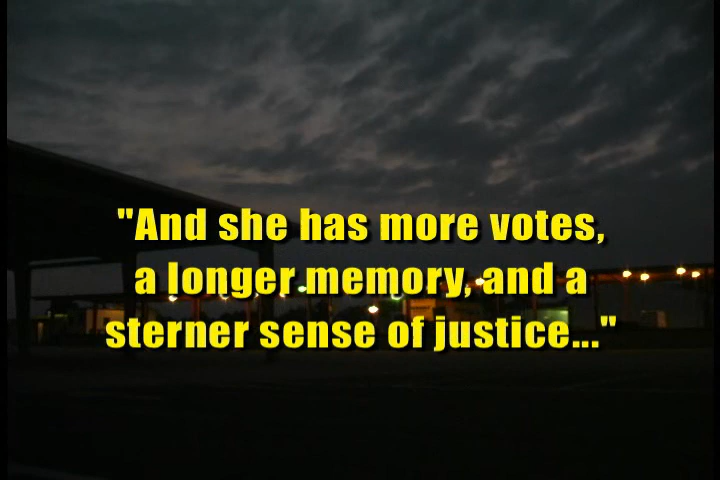 "And she has more votes,
a longer memory, and a
sterner sense of justice..."